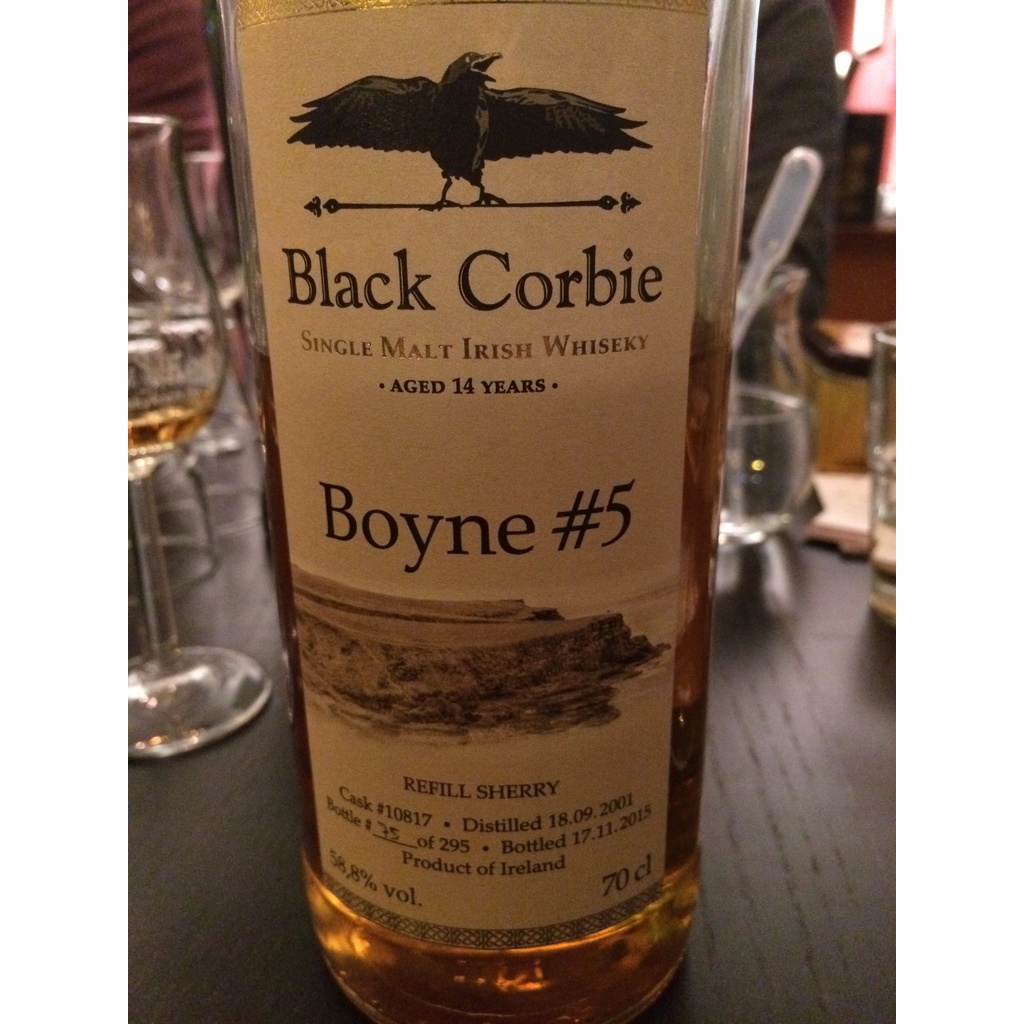 Black Corbie
Single Malt Irish Whiskey
• AGED 14 YEARS •
Boyne #5
REFILL SHERRY
Cask #10817 • Distilled 18.09.2001
Bottle # 75 of 295 • Bottled 17.11.2015
Product of Ireland
58,8% vol. 70 cl